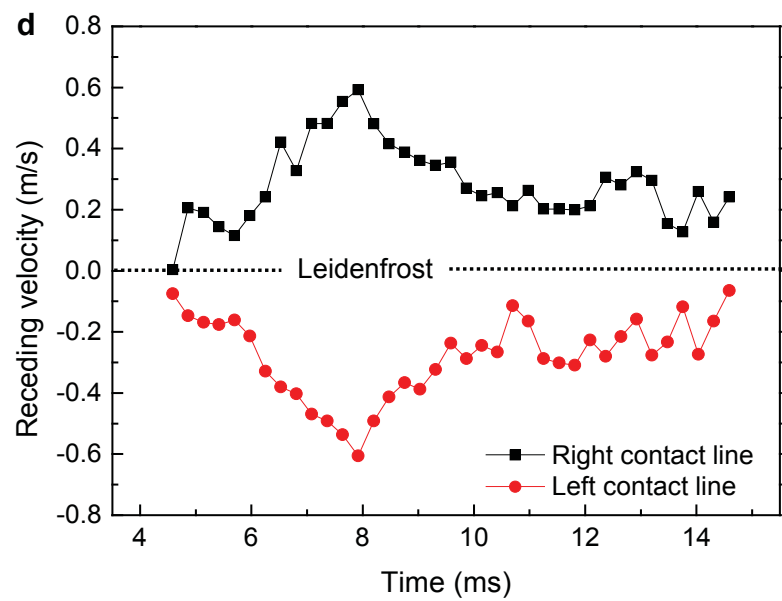 d
0.8
0.6
0.4
0.2
0.0
-0.2
-0.4
-0.6
-0.8
Receding velocity (m/s)
Leidenfrost
Right contact line
Left contact line
4 6 8 10 12 14
Time (ms)